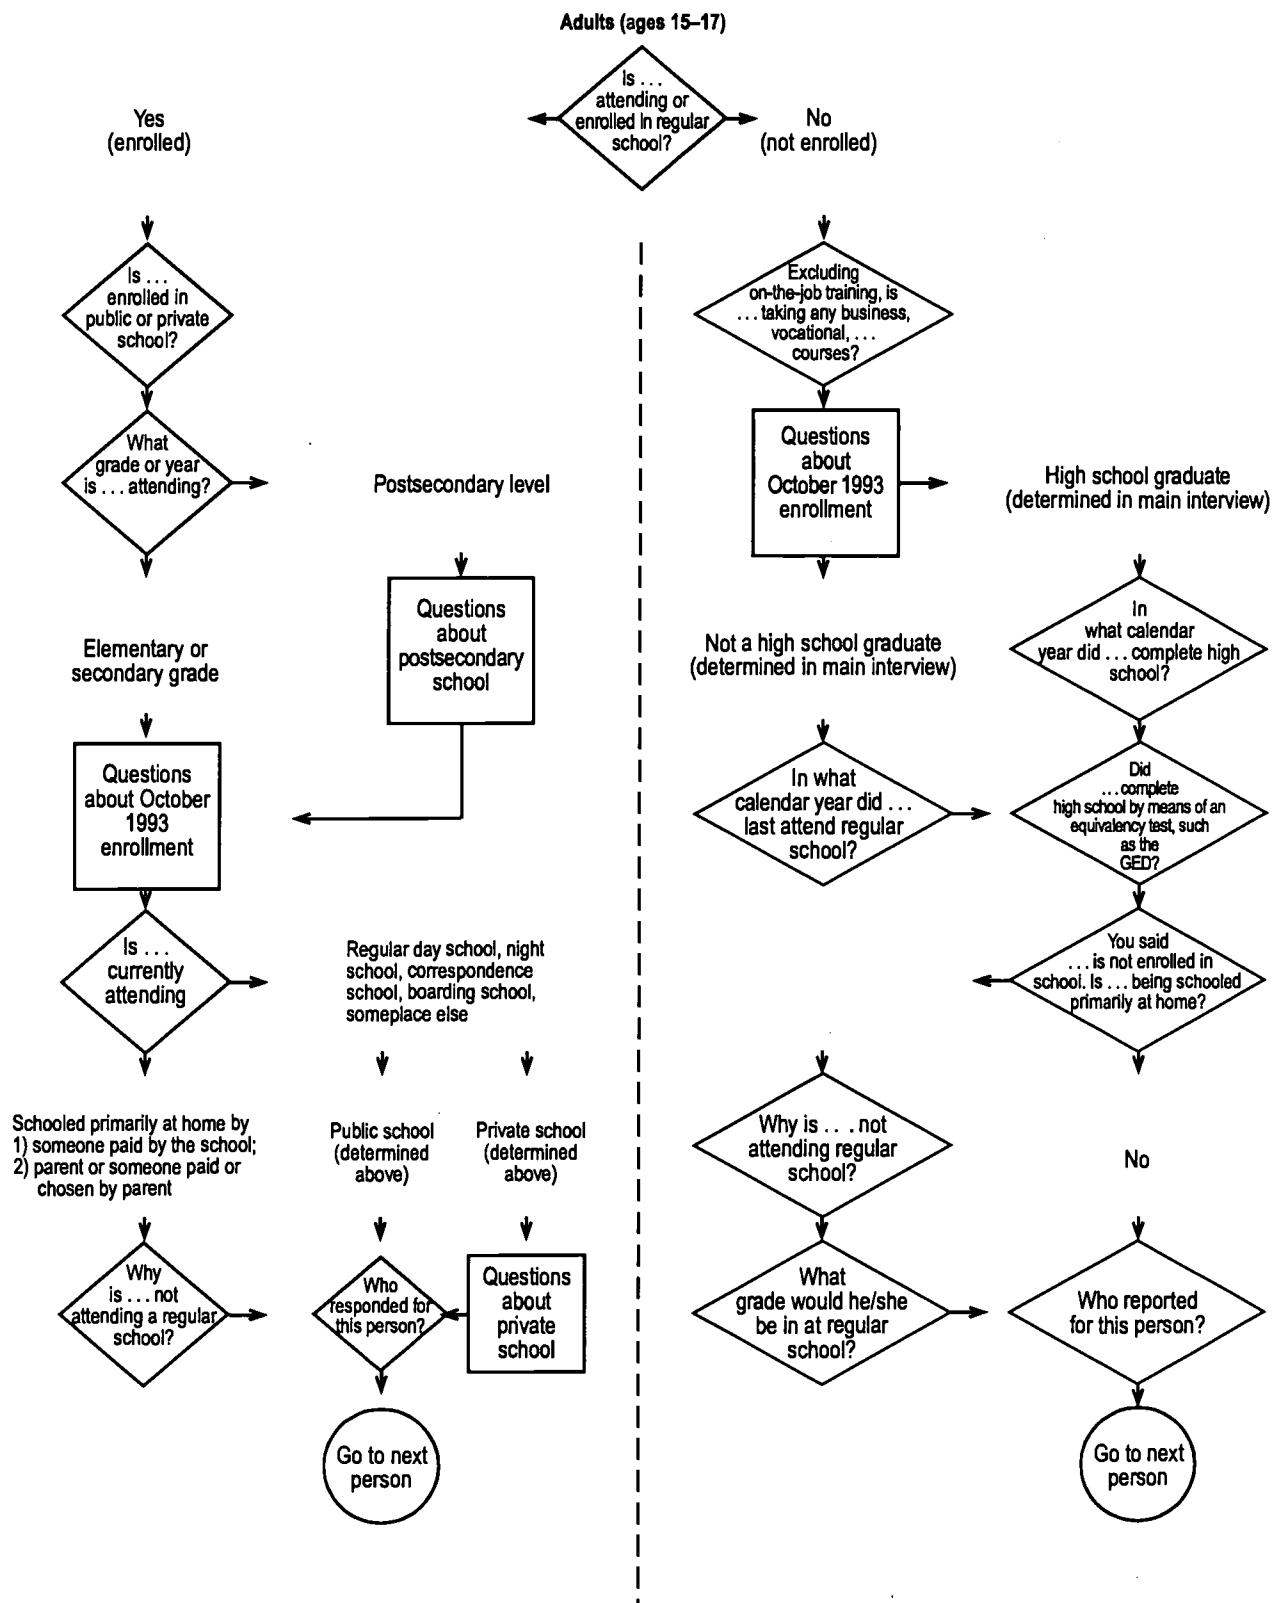 Adults (ages 15–17)
Is ...
attending or
enrolled in regular
school?
Yes
(enrolled)
No
(not enrolled)
Is ...
enrolled in
public or private
school?
What
grade or year
is ... attending?
Postsecondary level
Questions
about
postsecondary
school
Elementary or
secondary grade
Questions
about October
1993
enrollment
Is ...
currently
attending
Regular day school, night
school, correspondence
school, boarding school,
someplace else
Schooled primarily at home by
1) someone paid by the school;
2) parent or someone paid or
chosen by parent
Public school
(determined
above)
Private school
(determined
above)
Why
is ... not
attending a regular
school?
Who
responded for
this person?
Questions
about
private
school
Go to next
person
Excluding
on-the-job training, is
... taking any business,
vocational, ...
courses?
Questions
about
October 1993
enrollment
High school graduate
(determined in main interview)
Not a high school graduate
(determined in main interview)
In
what calendar
year did ... complete high
school?
In what
calendar year did ...
last attend regular
school?
Did
... complete
high school by means of an
equivalency test, such
as the
GED?
You said
... is not enrolled in
school. Is ... being schooled
primarily at home?
Why is ... not
attending regular
school?
No
What
grade would he/she
be in at regular
school?
Who reported
for this person?
Go to next
person